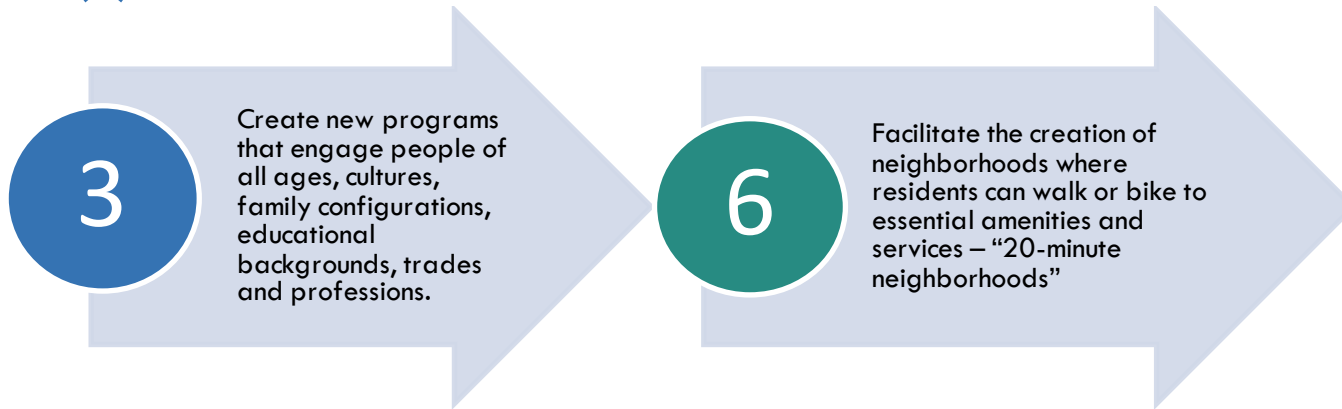 3
Create new programs
that engage people of
all ages, cultures,
family configurations,
educational
backgrounds, trades
and professions.
6
Facilitate the creation of
neighborhoods where
residents can walk or bike to
essential amenities and
services – “20-minute
neighborhoods”